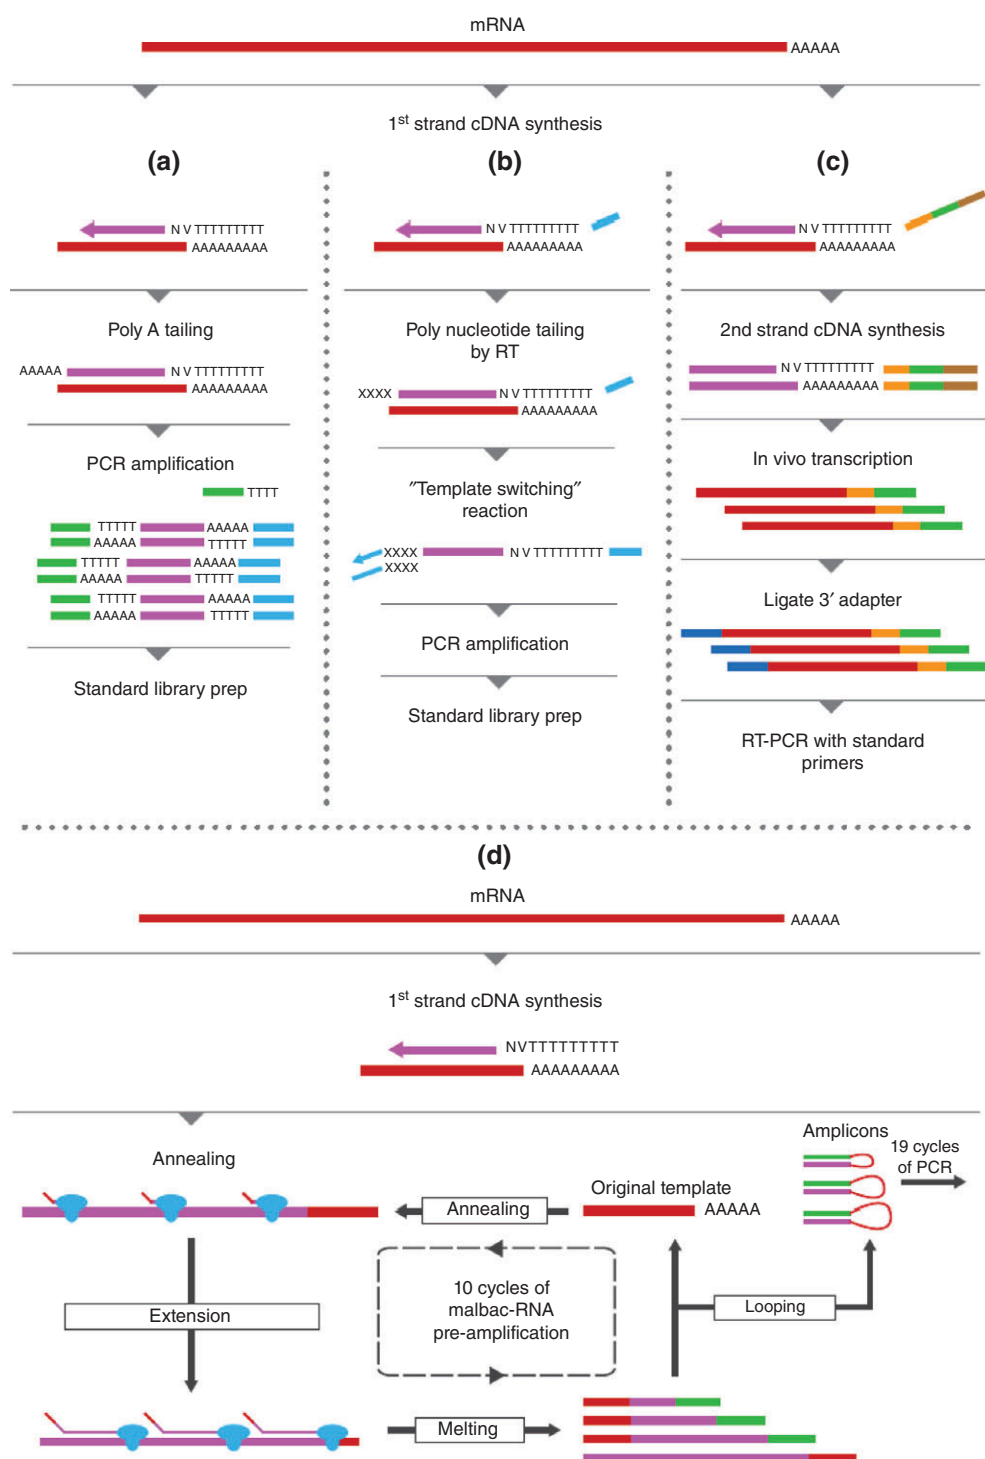 mRNA
AAAAA
1st strand cDNA synthesis
(a)
N V TTTTTTTTT
AAAAAAAAA
Poly A tailing
AAAAA
N V TTTTTTTTT
AAAAAAAAA
PCR amplification
TTTT
TTTTT AAAAA
AAAAA TTTTT
TTTTT AAAAA
AAAAA TTTTT
TTTTT AAAAA
AAAAA TTTTT
Standard library prep
(b)
N V TTTTTTTTT
AAAAAAAAA
Poly nucleotide tailing
by RT
XXXX
N V TTTTTTTTT
AAAAAAAAA
"Template switching"
reaction
XXXX
N V TTTTTTTTT
XXXX
PCR amplification
Standard library prep
(c)
N V TTTTTTTTT
AAAAAAAAA
2nd strand cDNA synthesis
N V TTTTTTTTT
AAAAAAAAA
In vivo transcription
Ligate 3′ adapter
RT-PCR with standard
primers
(d)
mRNA
AAAAA
1st strand cDNA synthesis
NVTTTTTTTTT
AAAAAAAAA
Annealing
Extension
Annealing
Original template
AAAAA
Amplicons
19 cycles
of PCR
10 cycles of
malbac-RNA
pre-amplification
Looping
Melting